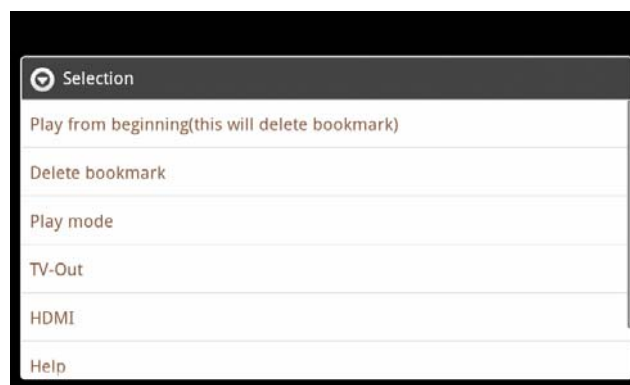 Selection
Play from beginning(this will delete bookmark)
Delete bookmark
Play mode
TV-Out
HDMI
Help